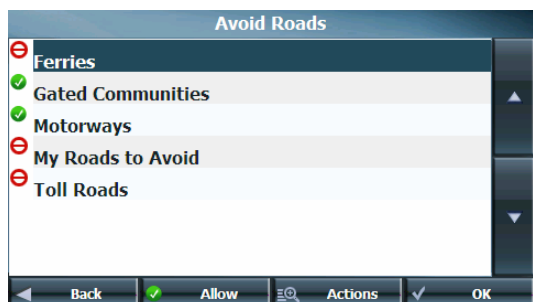 Avoid Roads
Ferries
Gated Communities
Motorways
My Roads to Avoid
Toll Roads
Back Allow Actions OK